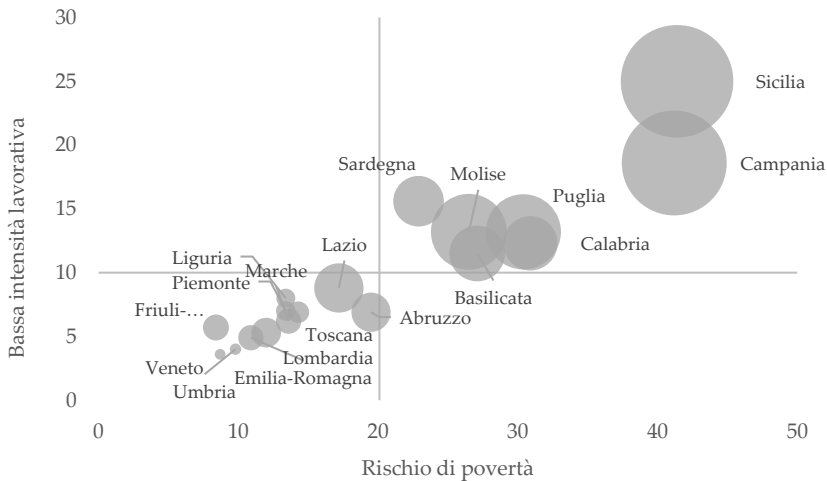 30
25
20
15
10
5
0
Bassa intensità lavorativa
Sicilia
Campania
Sardegna
Molise
Puglia
Calabria
Basilicata
Lazio
Abruzzo
Liguria
Marche
Piemonte
Friuli-...
Toscana
Lombardia
Veneto
Emilia-Romagna
Umbria
0 10 20 30 40 50
Rischio di povertà